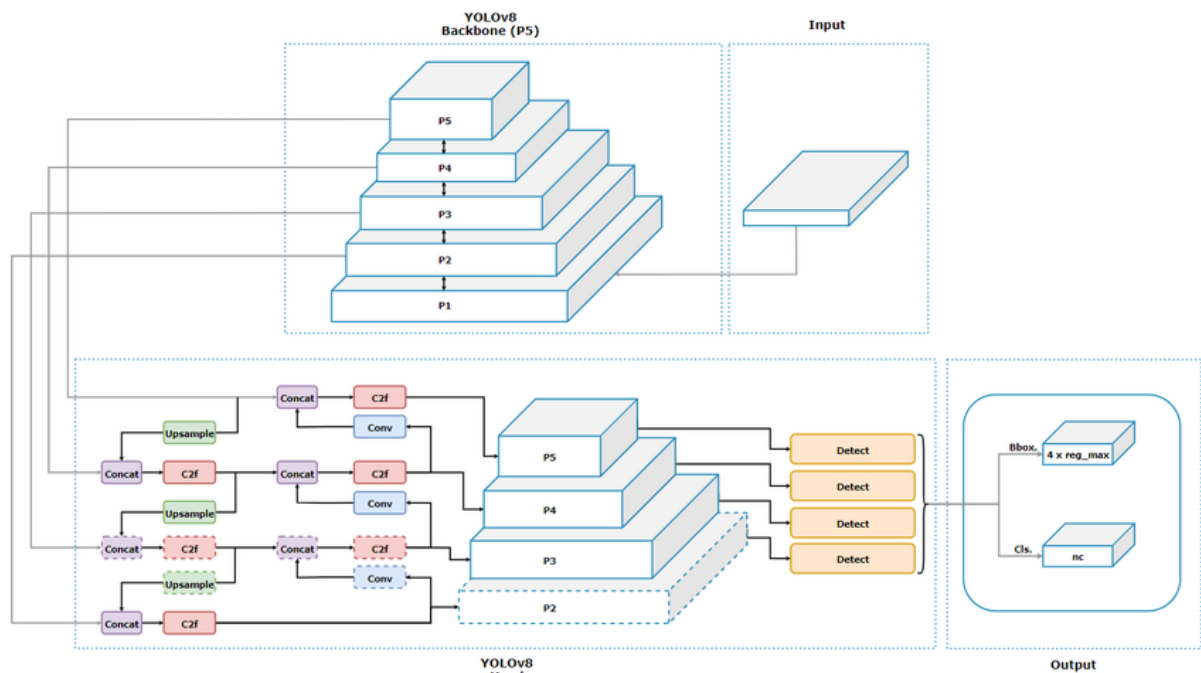 YOLOv8
Backbone (P5)
Input
P5
P4
P3
P2
P1
Concat
C2f
Upsample
Conv
Concat
C2f
Concat
C2f
Upsample
Conv
Concat
C2f
Concat
C2f
Upsample
Conv
Concat
C2f
P5
P4
P3
P2
Detect
Detect
Detect
Detect
Bbox.
4 x reg_max
Cls.
nc
YOLOv8
Output